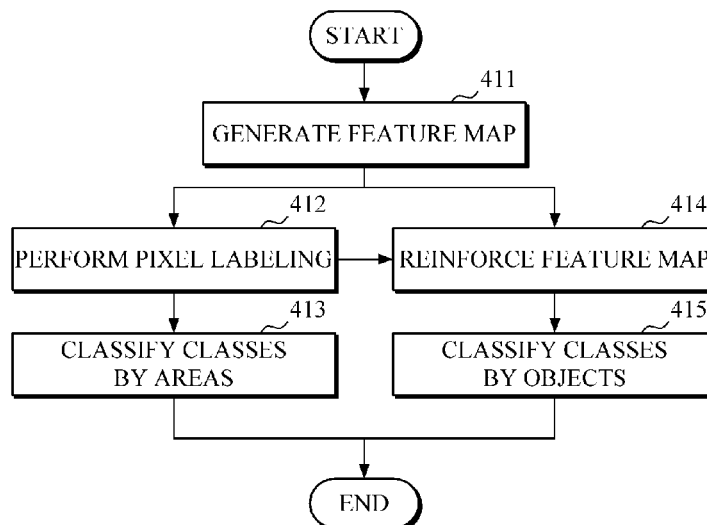 START
411
GENERATE FEATURE MAP
412
PERFORM PIXEL LABELING
414
REINFORCE FEATURE MAP
413
CLASSIFY CLASSES
BY AREAS
415
CLASSIFY CLASSES
BY OBJECTS
END